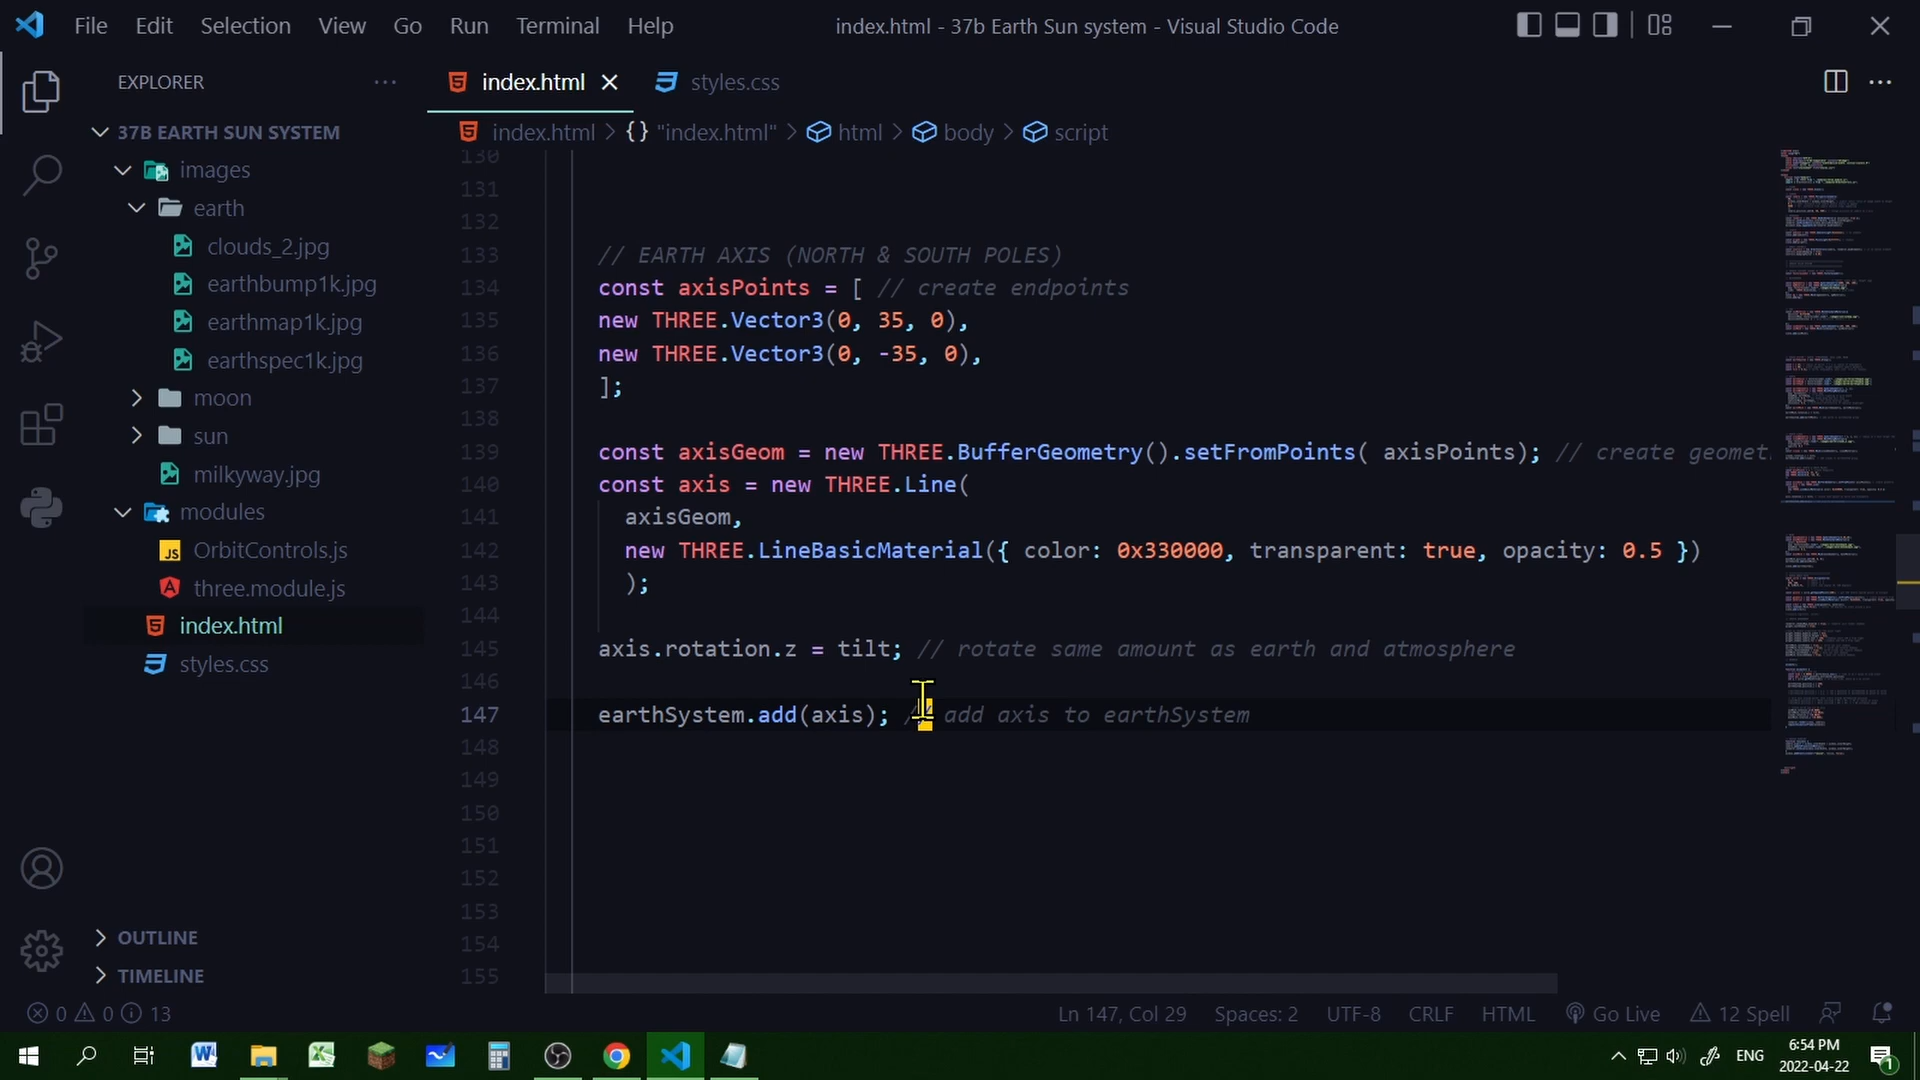 File Edit Selection View Go Run Terminal Help
index.html - 37b Earth Sun system - Visual Studio Code
EXPLORER
37B EARTH SUN SYSTEM
images
earth
clouds_2.jpg
earthbump1k.jpg
earthmap1k.jpg
earthspec1k.jpg
moon
sun
milkyway.jpg
modules
OrbitControls.js
three.module.js
index.html
styles.css
OUTLINE
TIMELINE
index.html
styles.css
index.html > {} "index.html" > html > body > script
130
131
132
133 // EARTH AXIS (NORTH & SOUTH POLES)
134 const axisPoints = [ // create endpoints
135 new THREE.Vector3(0, 35, 0),
136 new THREE.Vector3(0, -35, 0),
137 ];
138
139 const axisGeom = new THREE.BufferGeometry().setFromPoints( axisPoints); // create geomet
140 const axis = new THREE.Line(
141 axisGeom,
142 new THREE.LineBasicMaterial({ color: 0x330000, transparent: true, opacity: 0.5 })
143 );
144
145 axis.rotation.z = tilt; // rotate same amount as earth and atmosphere
146
147 earthSystem.add(axis); // add axis to earthSystem
148
149
150
151
152
153
154
155
0 0 13
Ln 147, Col 29 Spaces: 2 UTF-8 CRLF HTML Go Live 12 Spell
ENG
6:54 PM
2022-04-22
1